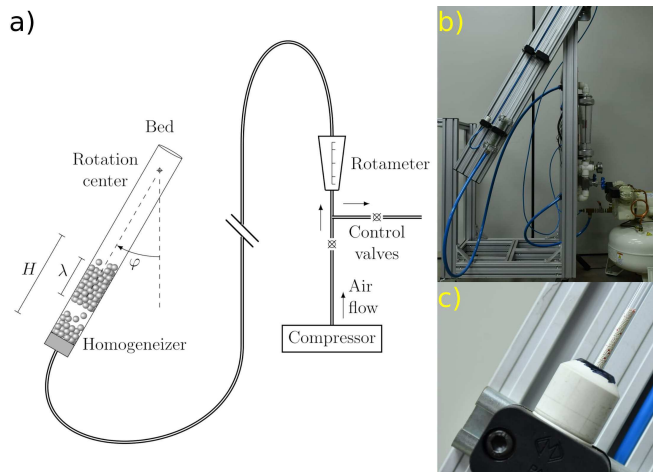 a)
Bed
Rotation
center
H
λ
φ
Homogeneizer
Rotameter
Control
valves
Air
flow
Compressor
b)
c)